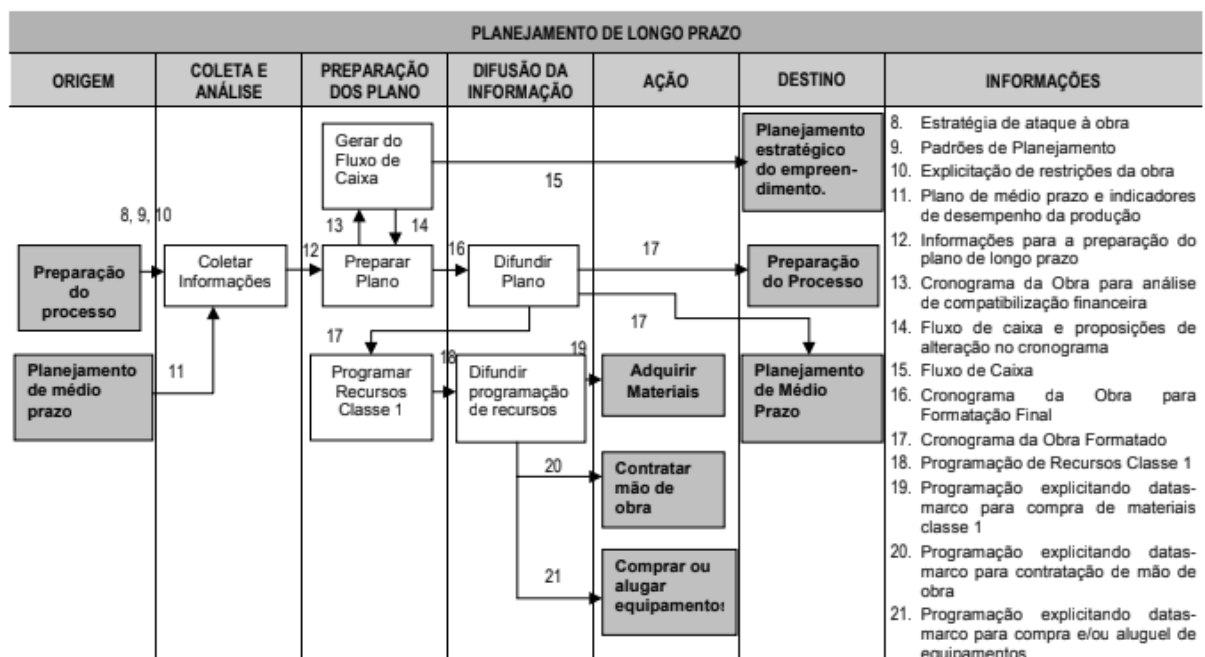 PLANEJAMENTO DE LONGO PRAZO
ORIGEM
COLETA E
ANÁLISE
PREPARAÇÃO
DOS PLANO
DIFUSÃO DA
INFORMAÇÃO
AÇÃO
DESTINO
INFORMAÇÕES
Gerar do
Fluxo de
Caixa
15
Planejamento
estratégico
do empreen-
dimento.
8, 9, 10
13
14
Preparação
do
processo
Coletar
Informações
12
Preparar
Plano
16
Difundir
Plano
17
Preparação
do Processo
17
17
Planejamento
de médio
prazo
11
Programar
Recursos
Classe 1
18
Difundir
programação
de recursos
19
Adquirir
Materiais
Planejamento
de Médio
Prazo
20
Contratar
mão de
obra
21
Comprar ou
alugar
equipamentos
8. Estratégia de ataque à obra
9. Padrões de Planejamento
10. Explicitação de restrições da obra
11. Plano de médio prazo e indicadores
de desempenho da produção
12. Informações para a preparação do
plano de longo prazo
13. Cronograma da Obra para análise
de compatibilização financeira
14. Fluxo de caixa e proposições de
alteração no cronograma
15. Fluxo de Caixa
16. Cronograma da Obra para
Formatação Final
17. Cronograma da Obra Formatado
18. Programação de Recursos Classe 1
19. Programação explicitando datas-
marco para compra de materiais
classe 1
20. Programação explicitando datas-
marco para contratação de mão de
obra
21. Programação explicitando datas-
marco para compra e/ou aluguel de
equipamentos